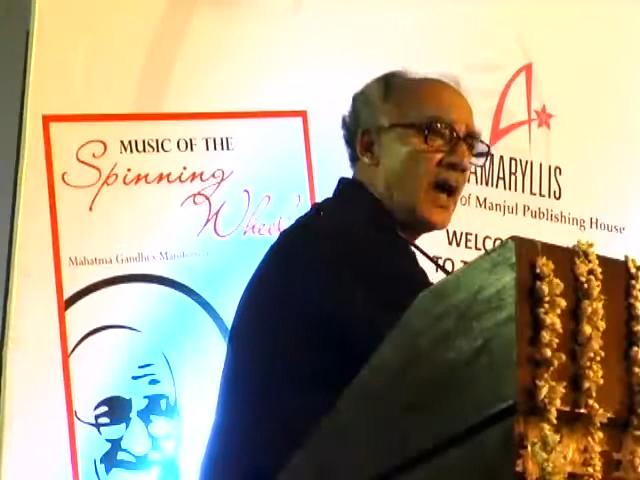 MUSIC OF THE
Spinning
Wheel
Mahatma Gandhi's
AMARYLLIS
of Manjul Publishing House
WELCO
TO T